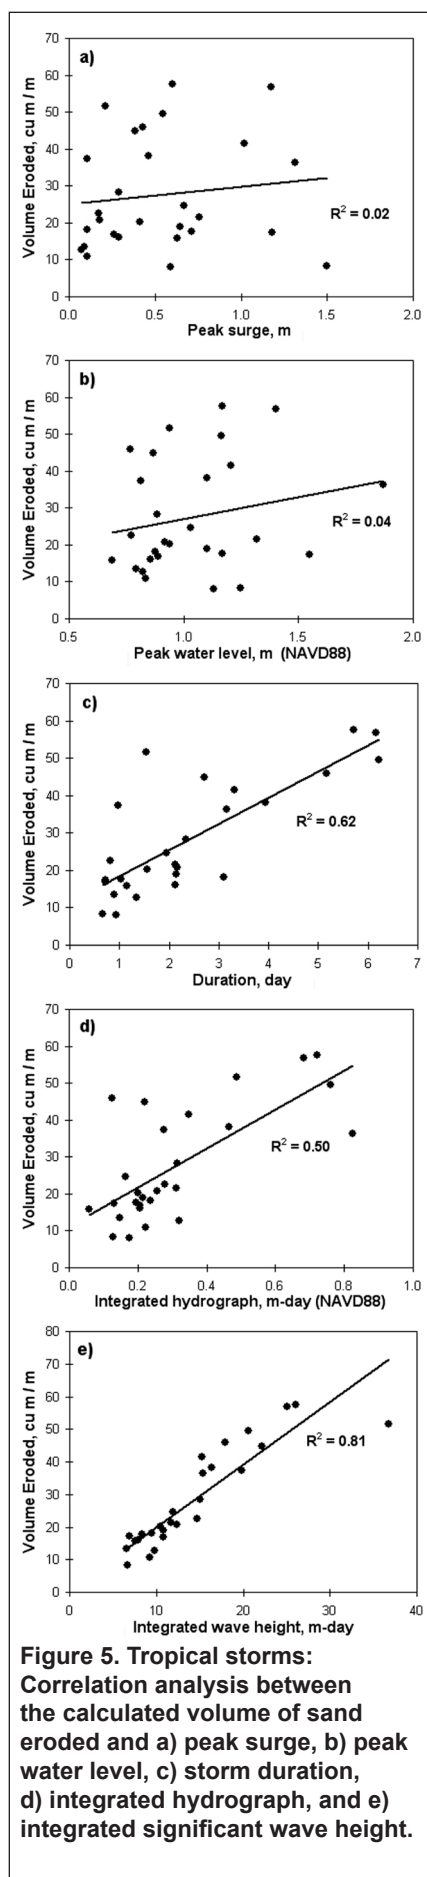 a)
70
60
50
40
30
20
10
0
Volume Eroded, cu m / m
R² = 0.02
0.0 0.5 1.0 1.5 2.0
Peak surge, m
b)
70
60
50
40
30
20
10
0
Volume Eroded, cu m / m
R² = 0.04
0.5 1.0 1.5 2.0
Peak water level, m (NAVD88)
c)
70
60
50
40
30
20
10
0
Volume Eroded, cu m / m
R² = 0.62
0 1 2 3 4 5 6 7
Duration, day
d)
70
60
50
40
30
20
10
0
Volume Eroded, cu m / m
R² = 0.50
0.0 0.2 0.4 0.6 0.8 1.0
Integrated hydrograph, m-day (NAVD88)
e)
80
70
60
50
40
30
20
10
0
Volume Eroded, cu m / m
R² = 0.81
0 10 20 30 40
Integrated wave height, m-day
Figure 5. Tropical storms:
Correlation analysis between
the calculated volume of sand
eroded and a) peak surge, b) peak
water level, c) storm duration,
d) integrated hydrograph, and e)
integrated significant wave height.